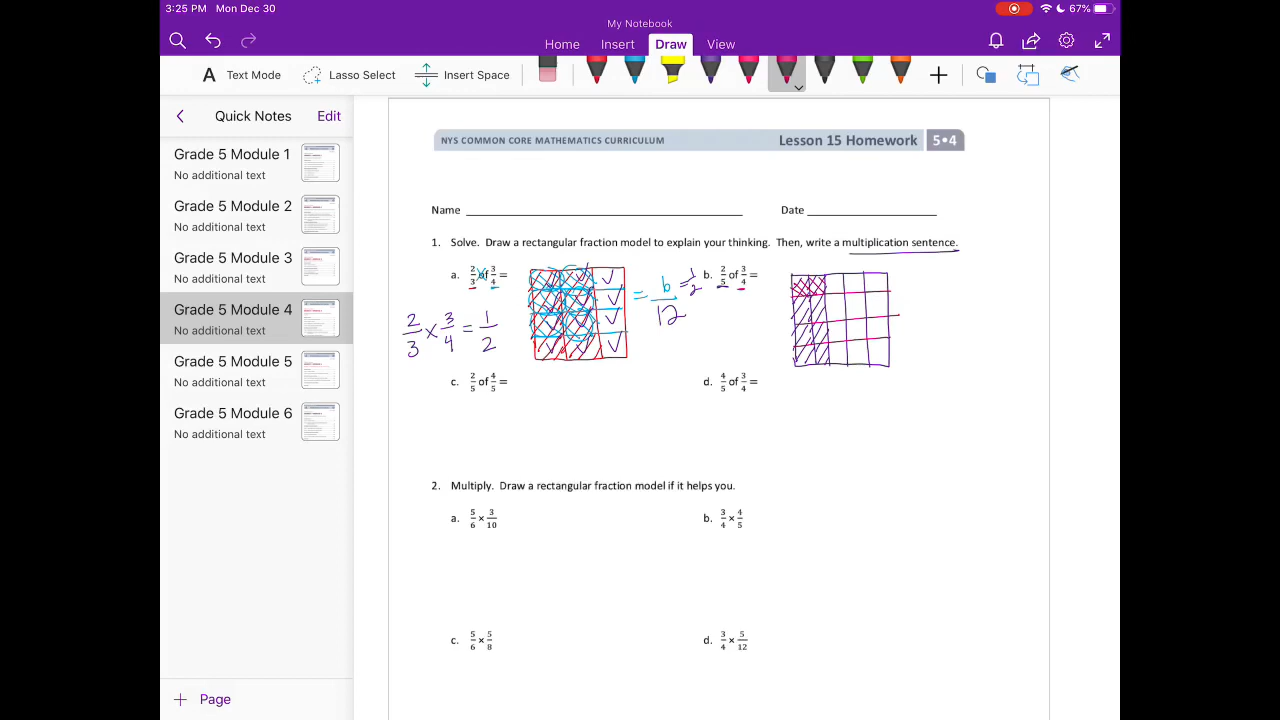 3:25 PM Mon Dec 30
67%
My Notebook
Home Insert Draw View
A Text Mode Lasso Select Insert Space
Quick Notes Edit
Grade 5 Module 1
No additional text
Grade 5 Module 2
No additional text
Grade 5 Module 3
No additional text
Grade 4 Module 4
No additional text
Grade 5 Module 5
No additional text
Grade 5 Module 6
No additional text
+ Page
NYS COMMON CORE MATHEMATICS CURRICULUM Lesson 15 Homework 5•4
Name Date
1. Solve. Draw a rectangular fraction model to explain your thinking. Then, write a multiplication sentence.
a. 2/3 of 3/4 = = 6/12 = 1/2
b. 2/5 of 3/4 =
2/3 × 3/4 = 2
c. 2/5 of 4/5 =
d. 4/5 of 3/4 =
2. Multiply. Draw a rectangular fraction model if it helps you.
a. 5/6 × 3/10
b. 3/4 × 4/5
c. 5/6 × 5/8
d. 3/4 × 5/12